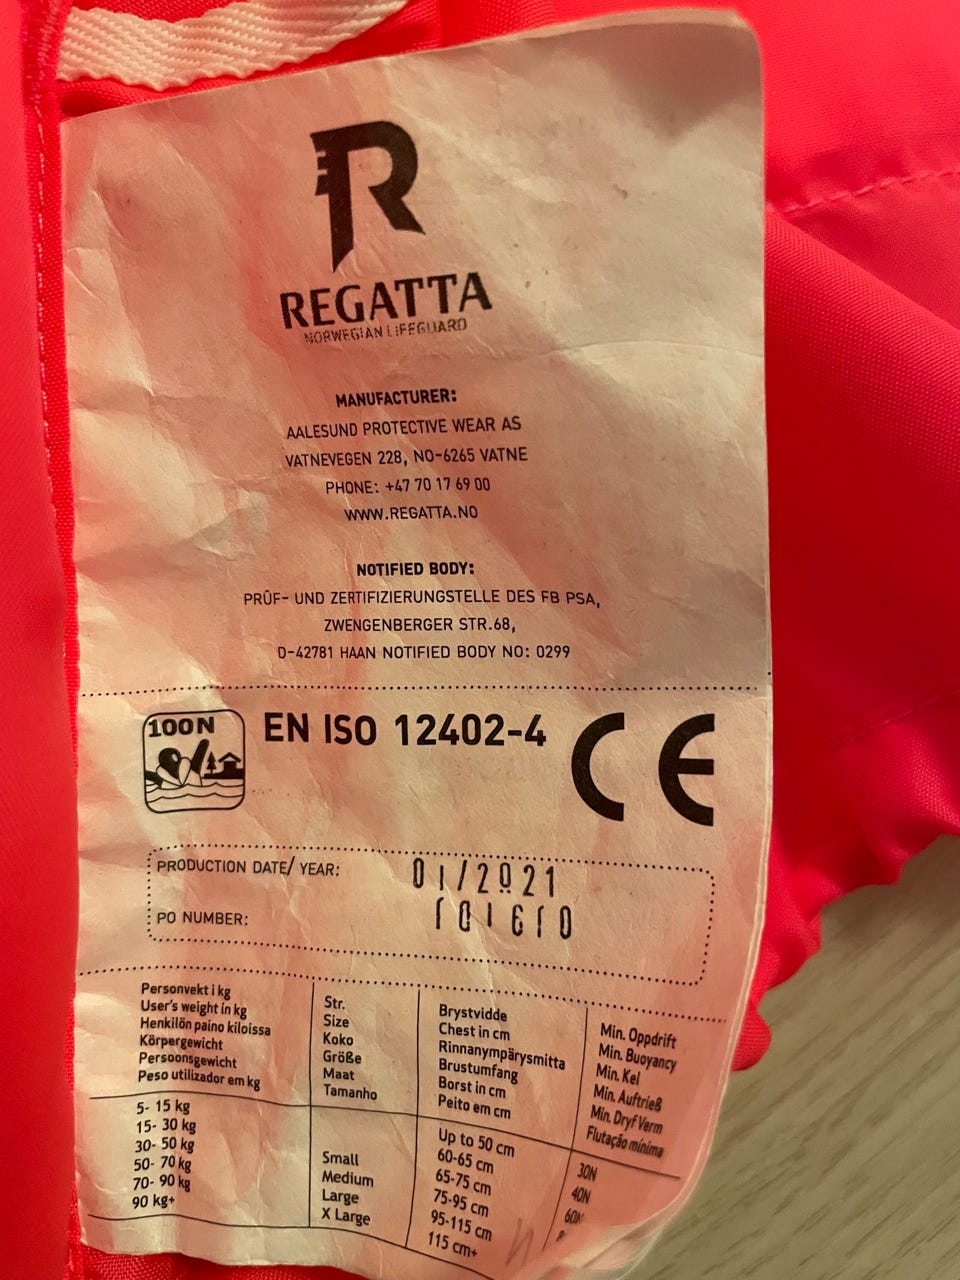 REGATTA
NORWEGIAN LIFEGUARD
MANUFACTURER:
AALESUND PROTECTIVE WEAR AS
VATNEVEGEN 228, NO-6265 VATNE
PHONE: +47 70 17 69 00
WWW.REGATTA.NO
NOTIFIED BODY:
PRÜF- UND ZERTIFIZIERUNGSTELLE DES FB PSA,
ZWENGENBERGER STR.68,
D-42781 HAAN NOTIFIED BODY NO: 0299
100N
EN ISO 12402-4 CE
PRODUCTION DATE/ YEAR: 01/2021
PO NUMBER:
Personvekt i kg
User's weight in kg
Henkilön paino kiloissa
Körpergewicht
Persoonsgewicht
Peso utilizador em kg
Str.
Size
Koko
Größe
Maat
Tamanho
Brystvidde
Chest in cm
Rinnanympärysmitta
Brustumfang
Borst in cm
Peito em cm
Min. Oppdrift
Min. Buoyancy
Min. Kel
Min. Auftrieß
Min. Dryf Verm
Flutação mínima
5- 15 kg
15- 30 kg
30- 50 kg
50- 70 kg
70- 90 kg
90 kg+
Small
Medium
Large
X Large
Up to 50 cm
60-65 cm
65-75 cm
75-95 cm
95-115 cm
115 cm+
30N
40N
60N